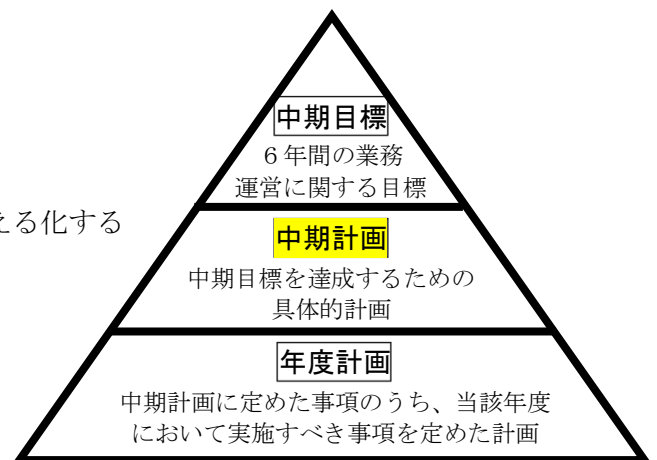 中期目標
６年間の業務
運営に関する目標
える化する
中期計画
中期目標を達成するための
具体的計画
年度計画
中期計画に定めた事項のうち、当該年度
において実施すべき事項を定めた計画